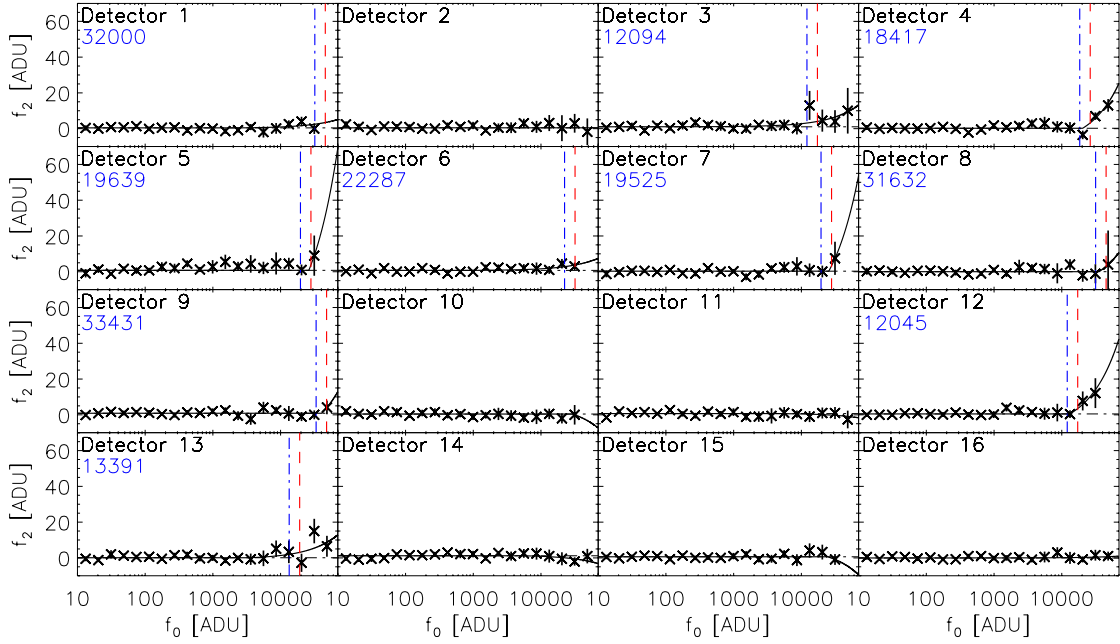 Detector 1 Detector 2 Detector 3 Detector 4
32000 12094 18417
60
40
20
0
f₂ [ADU]
Detector 5 Detector 6 Detector 7 Detector 8
19639 22287 19525 31632
60
40
20
0
f₂ [ADU]
Detector 9 Detector 10 Detector 11 Detector 12
33431 12045
60
40
20
0
f₂ [ADU]
Detector 13 Detector 14 Detector 15 Detector 16
13391
60
40
20
0
f₂ [ADU]
10 100 1000 10000 10 100 1000 10000 10 100 1000 10000 10 100 1000 10000
f₀ [ADU] f₀ [ADU] f₀ [ADU] f₀ [ADU]